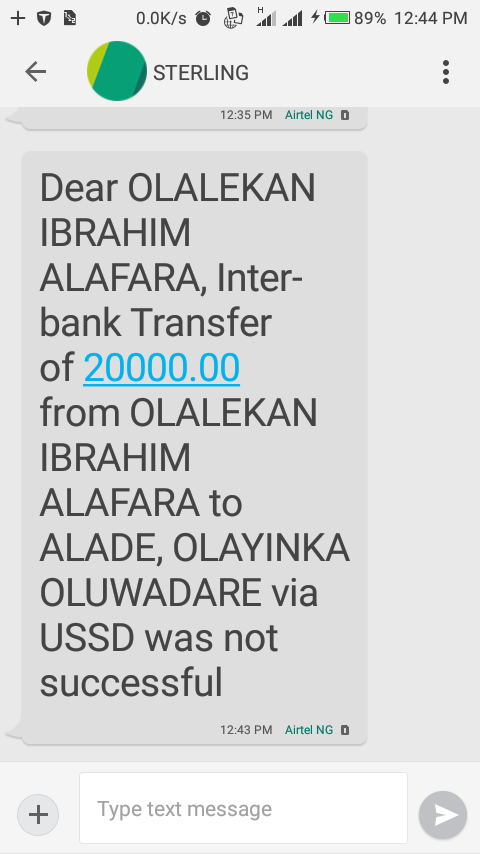 0.0K/s H 89% 12:44 PM
STERLING
12:35 PM Airtel NG
Dear OLALEKAN
IBRAHIM
ALAFARA, Inter-
bank Transfer
of 20000.00
from OLALEKAN
IBRAHIM
ALAFARA to
ALADE, OLAYINKA
OLUWADARE via
USSD was not
successful
12:43 PM Airtel NG
Type text message